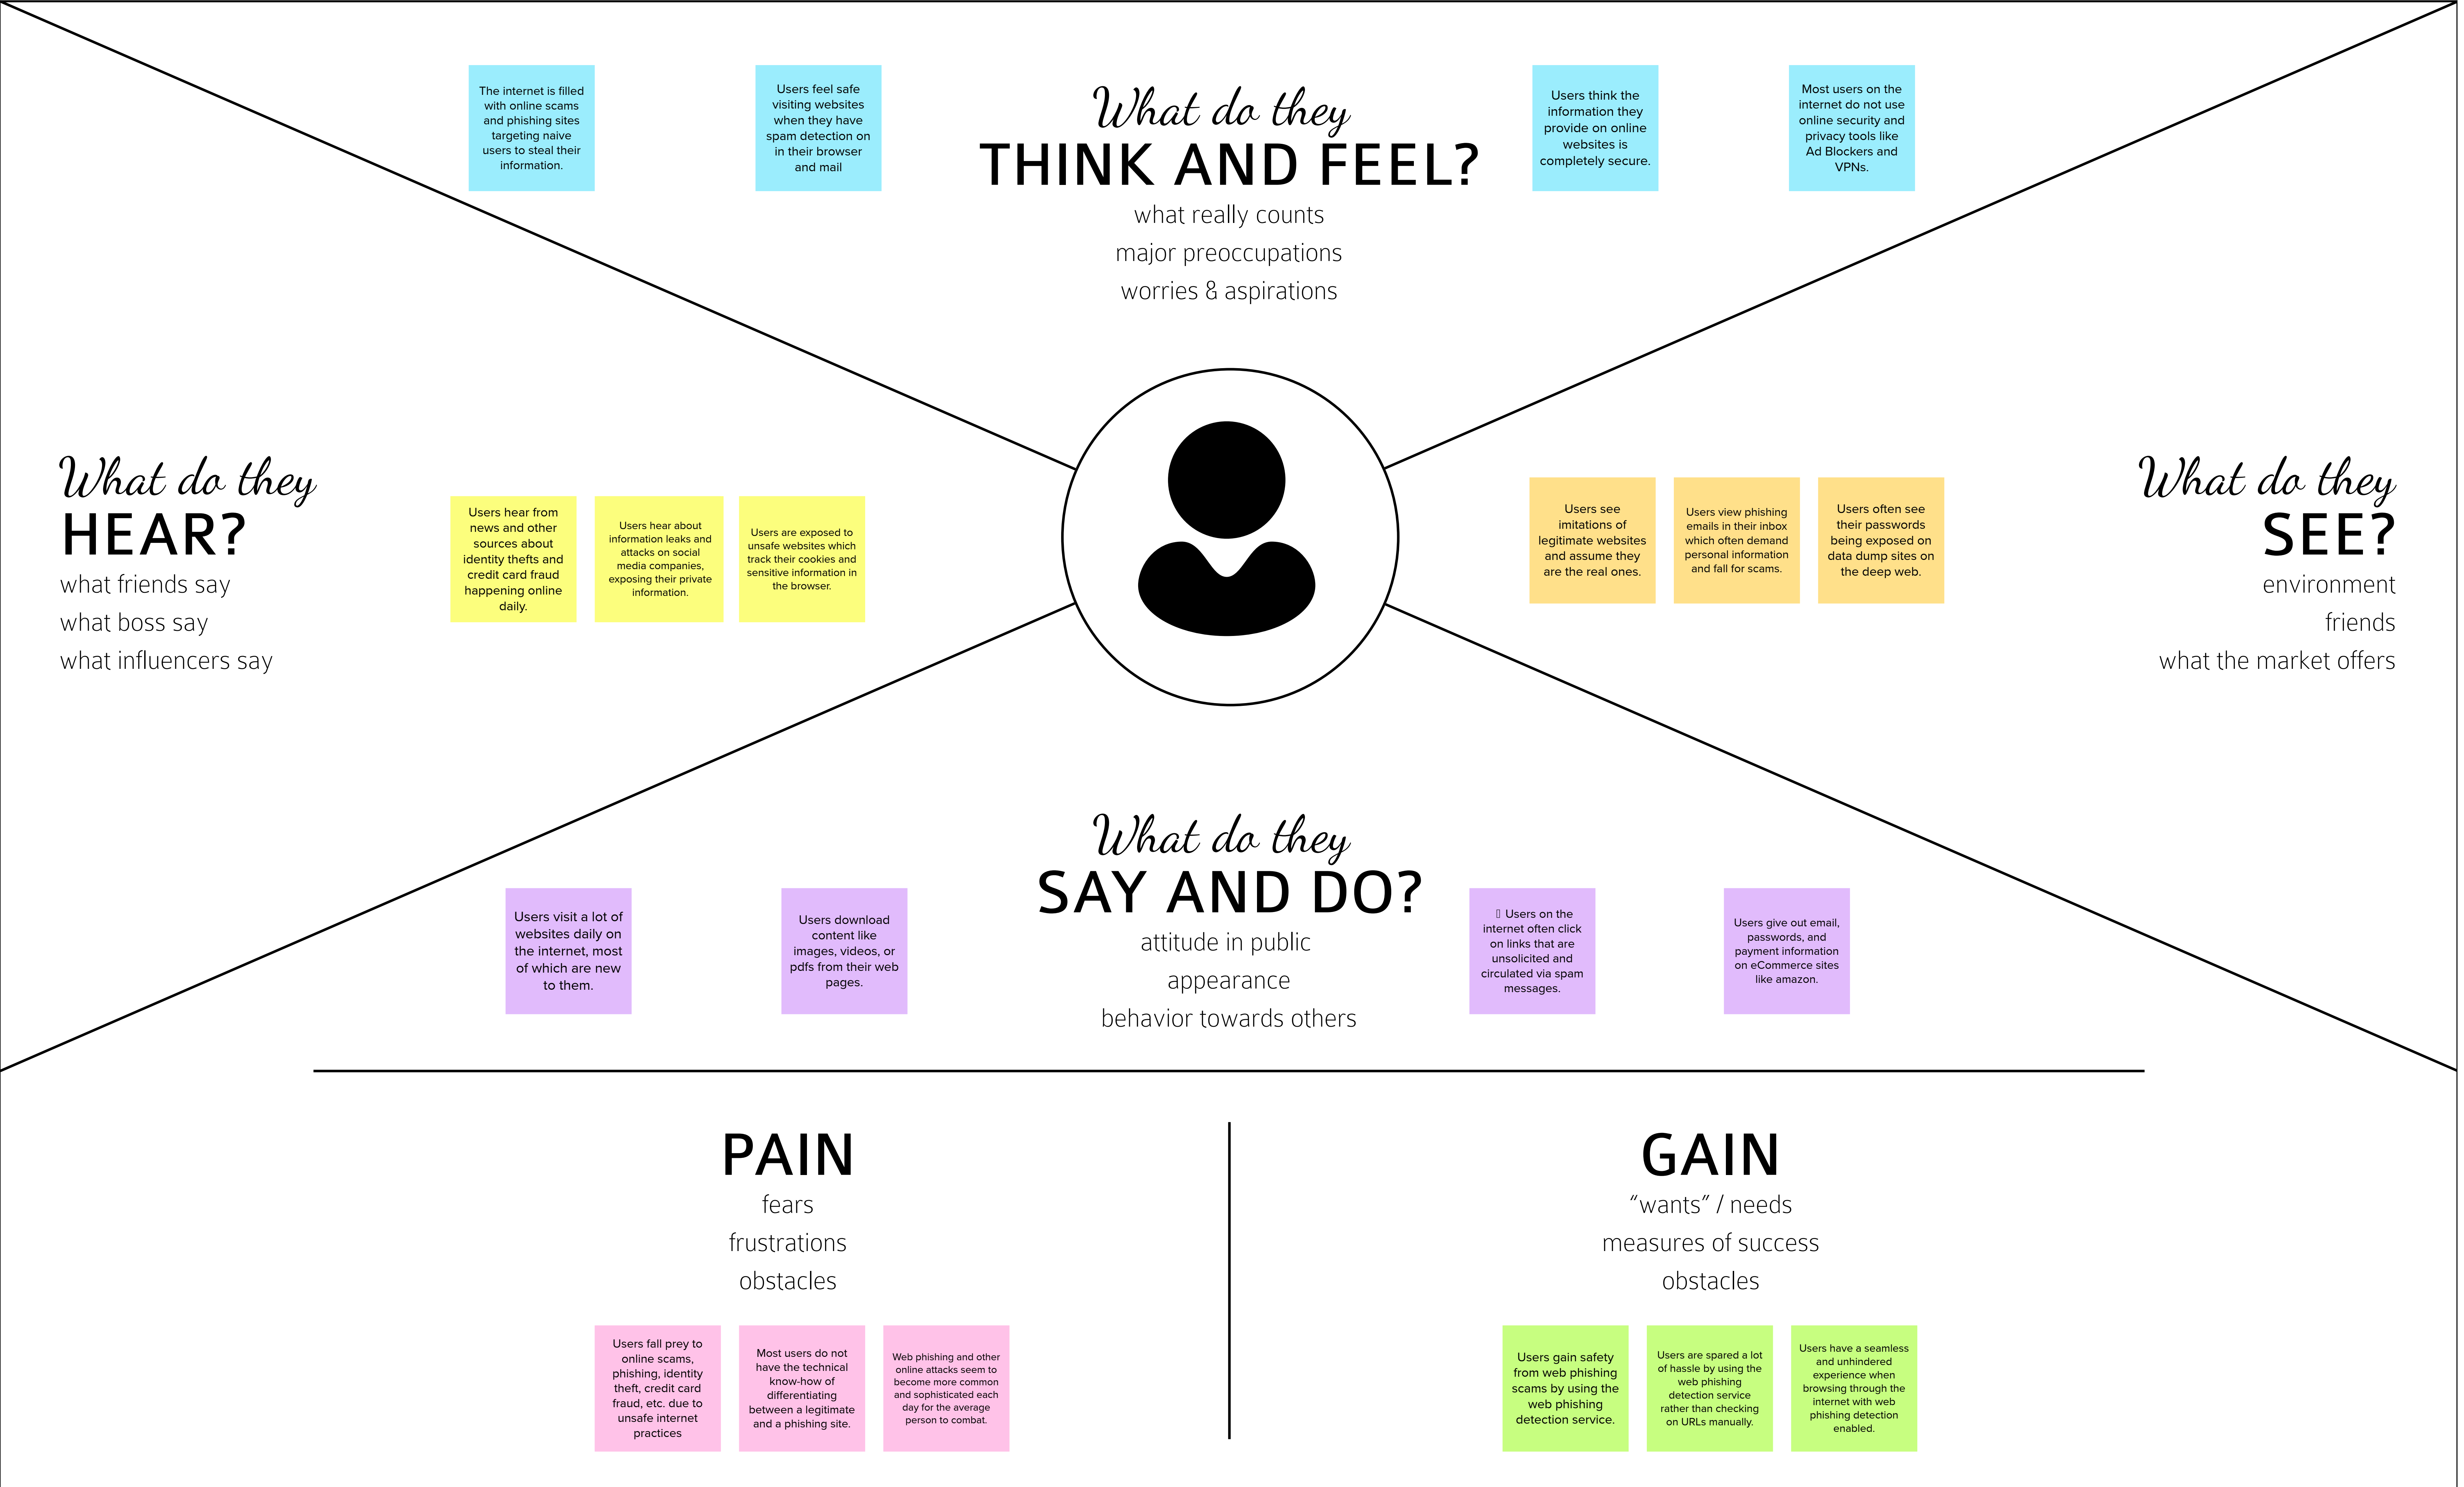 What do they
THINK AND FEEL?
what really counts
major preoccupations
worries & aspirations
The internet is filled
with online scams
and phishing sites
targeting naive
users to steal their
information.
Users feel safe
visiting websites
when they have
spam detection on
in their browser
and mail
Users think the
information they
provide on online
websites is
completely secure.
Most users on the
internet do not use
online security and
privacy tools like
Ad Blockers and
VPNs.
What do they
HEAR?
what friends say
what boss say
what influencers say
Users hear from
news and other
sources about
identity thefts and
credit card fraud
happening online
daily.
Users hear about
information leaks and
attacks on social
media companies,
exposing their private
information.
Users are exposed to
unsafe websites which
track their cookies and
sensitive information in
the browser.
What do they
SEE?
environment
friends
what the market offers
Users see
imitations of
legitimate websites
and assume they
are the real ones.
Users view phishing
emails in their inbox
which often demand
personal information
and fall for scams.
Users often see
their passwords
being exposed on
data dump sites on
the deep web.
What do they
SAY AND DO?
attitude in public
appearance
behavior towards others
Users visit a lot of
websites daily on
the internet, most
of which are new
to them.
Users download
content like
images, videos, or
pdfs from their web
pages.
Users on the
internet often click
on links that are
unsolicited and
circulated via spam
messages.
Users give out email,
passwords, and
payment information
on eCommerce sites
like amazon.
PAIN
fears
frustrations
obstacles
Users fall prey to
online scams,
phishing, identity
theft, credit card
fraud, etc. due to
unsafe internet
practices
Most users do not
have the technical
know-how of
differentiating
between a legitimate
and a phishing site.
Web phishing and other
online attacks seem to
become more common
and sophisticated each
day for the average
person to combat.
GAIN
“wants” / needs
measures of success
obstacles
Users gain safety
from web phishing
scams by using the
web phishing
detection service.
Users are spared a lot
of hassle by using the
web phishing
detection service
rather than checking
on URLs manually.
Users have a seamless
and unhindered
experience when
browsing through the
internet with web
phishing detection
enabled.